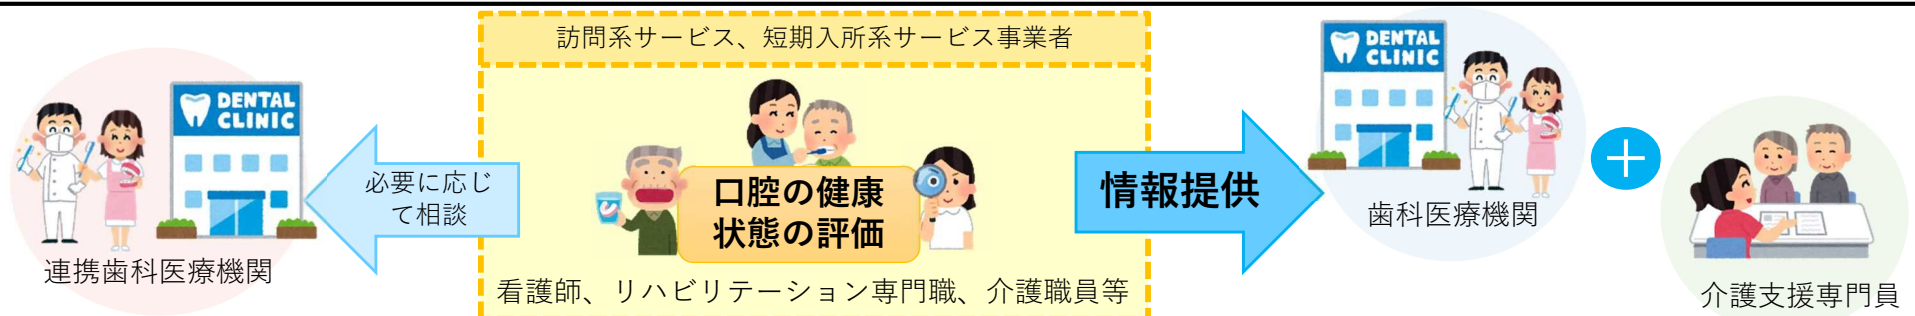 訪問系サービス、短期入所系サービス事業者
DENTAL
CLINIC
必要に応じ
て相談
連携歯科医療機関
口腔の健康
状態の評価
看護師、リハビリテーション専門職、介護職員等
情報提供
DENTAL
CLINIC
歯科医療機関
+
介護支援専門員